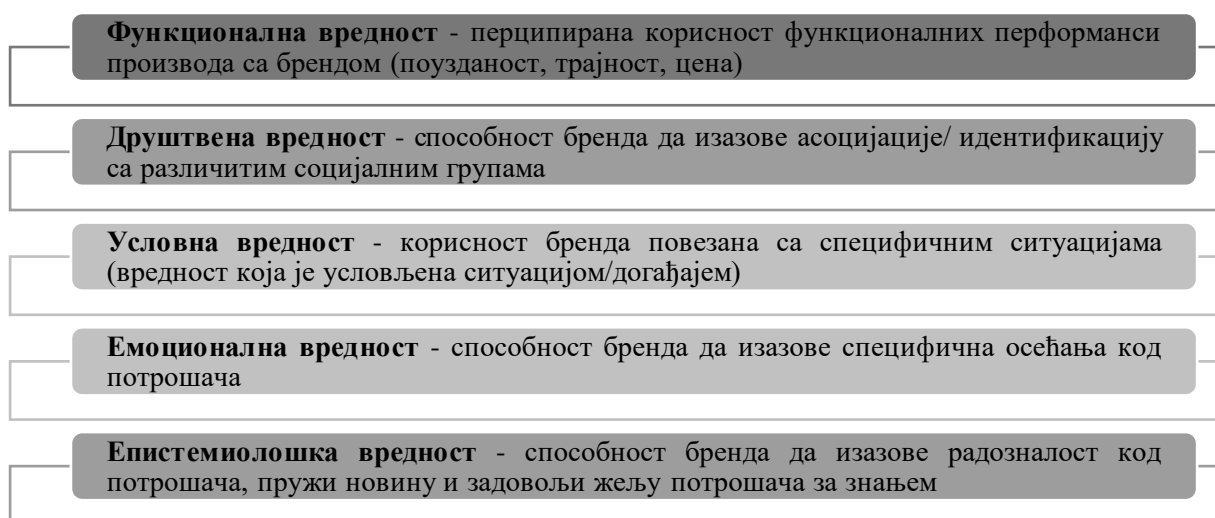 Функционална вредност - перципирана корисност функционалних перформанси
производа са брендом (поузданост, трајност, цена)
Друштвена вредност - способност бренда да изазове асоцијације/ идентификацију
са различитим социјалним групама
Условна вредност - корисност бренда повезана са специфичним ситуацијама
(вредност која је условљена ситуацијом/догађајем)
Емоционална вредност - способност бренда да изазове специфична осећања код
потрошача
Епистемиолошка вредност - способност бренда да изазове радозналост код
потрошача, пружи новину и задовољи жељу потрошача за знањем